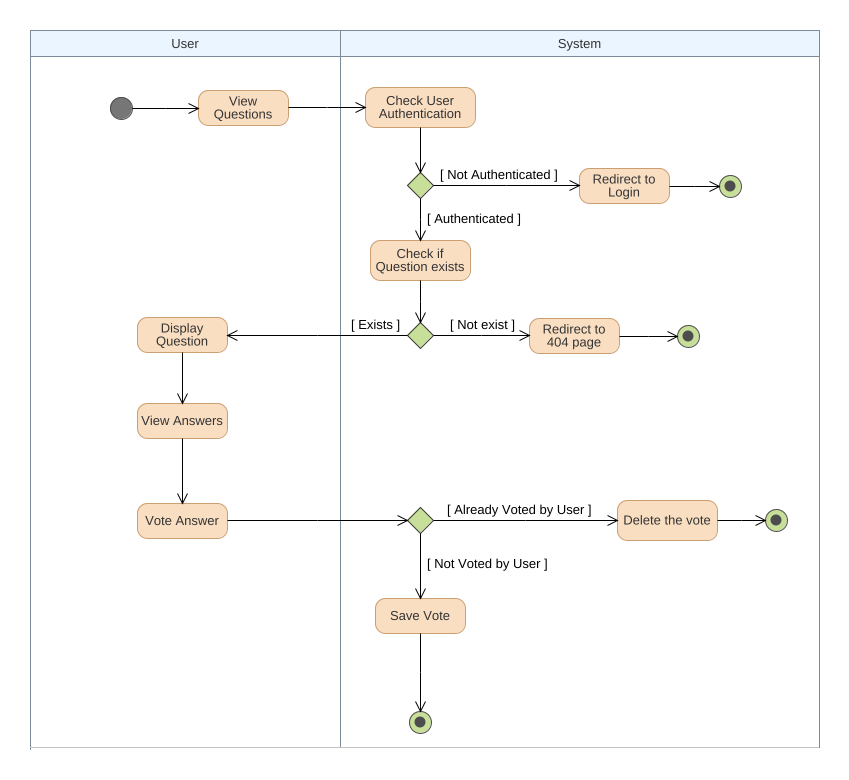 User
System
View
Questions
Check User
Authentication
[ Not Authenticated ]
Redirect to
Login
[ Authenticated ]
Check if
Question exists
[ Exists ]
[ Not exist ]
Display
Question
Redirect to
404 page
View Answers
Vote Answer
[ Already Voted by User ]
Delete the vote
[ Not Voted by User ]
Save Vote